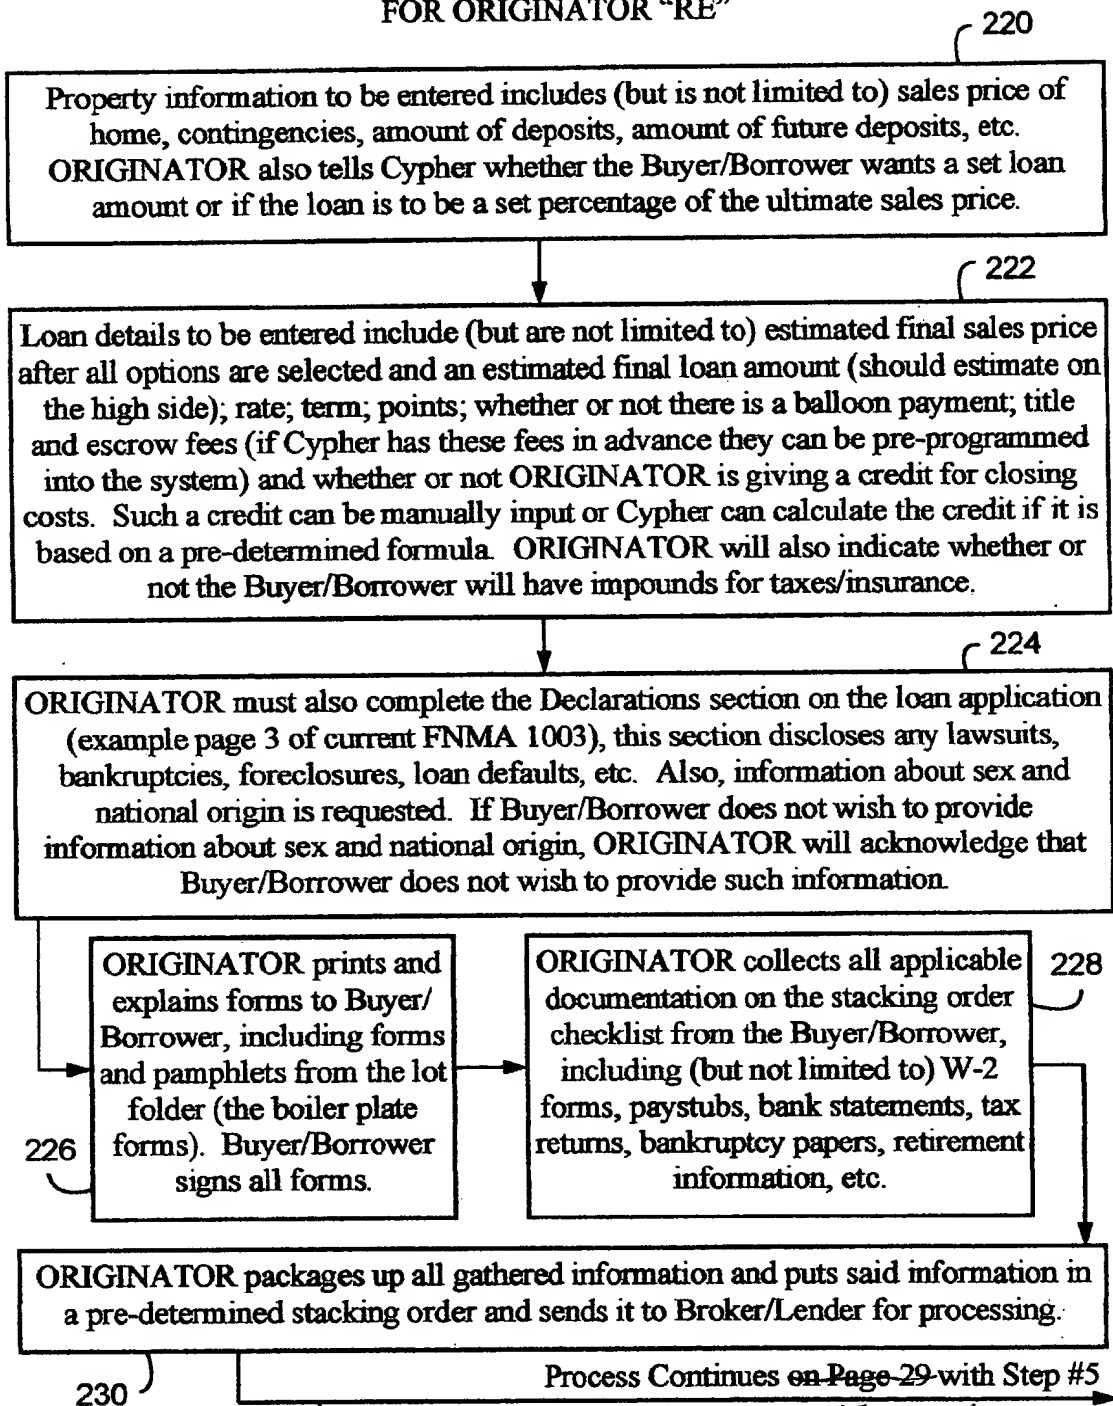 FOR ORIGINATOR “RE”
220
Property information to be entered includes (but is not limited to) sales price of
home, contingencies, amount of deposits, amount of future deposits, etc.
ORIGINATOR also tells Cypher whether the Buyer/Borrower wants a set loan
amount or if the loan is to be a set percentage of the ultimate sales price.
222
Loan details to be entered include (but are not limited to) estimated final sales price
after all options are selected and an estimated final loan amount (should estimate on
the high side); rate; term; points; whether or not there is a balloon payment; title
and escrow fees (if Cypher has these fees in advance they can be pre-programmed
into the system) and whether or not ORIGINATOR is giving a credit for closing
costs. Such a credit can be manually input or Cypher can calculate the credit if it is
based on a pre-determined formula. ORIGINATOR will also indicate whether or
not the Buyer/Borrower will have impounds for taxes/insurance.
224
ORIGINATOR must also complete the Declarations section on the loan application
(example page 3 of current FNMA 1003), this section discloses any lawsuits,
bankruptcies, foreclosures, loan defaults, etc. Also, information about sex and
national origin is requested. If Buyer/Borrower does not wish to provide
information about sex and national origin, ORIGINATOR will acknowledge that
Buyer/Borrower does not wish to provide such information.
ORIGINATOR prints and
explains forms to Buyer/
Borrower, including forms
and pamphlets from the lot
folder (the boiler plate
forms). Buyer/Borrower
signs all forms.
226
ORIGINATOR collects all applicable
documentation on the stacking order
checklist from the Buyer/Borrower,
including (but not limited to) W-2
forms, paystubs, bank statements, tax
returns, bankruptcy papers, retirement
information, etc.
228
ORIGINATOR packages up all gathered information and puts said information in
a pre-determined stacking order and sends it to Broker/Lender for processing.
230
Process Continues on Page 29 with Step #5